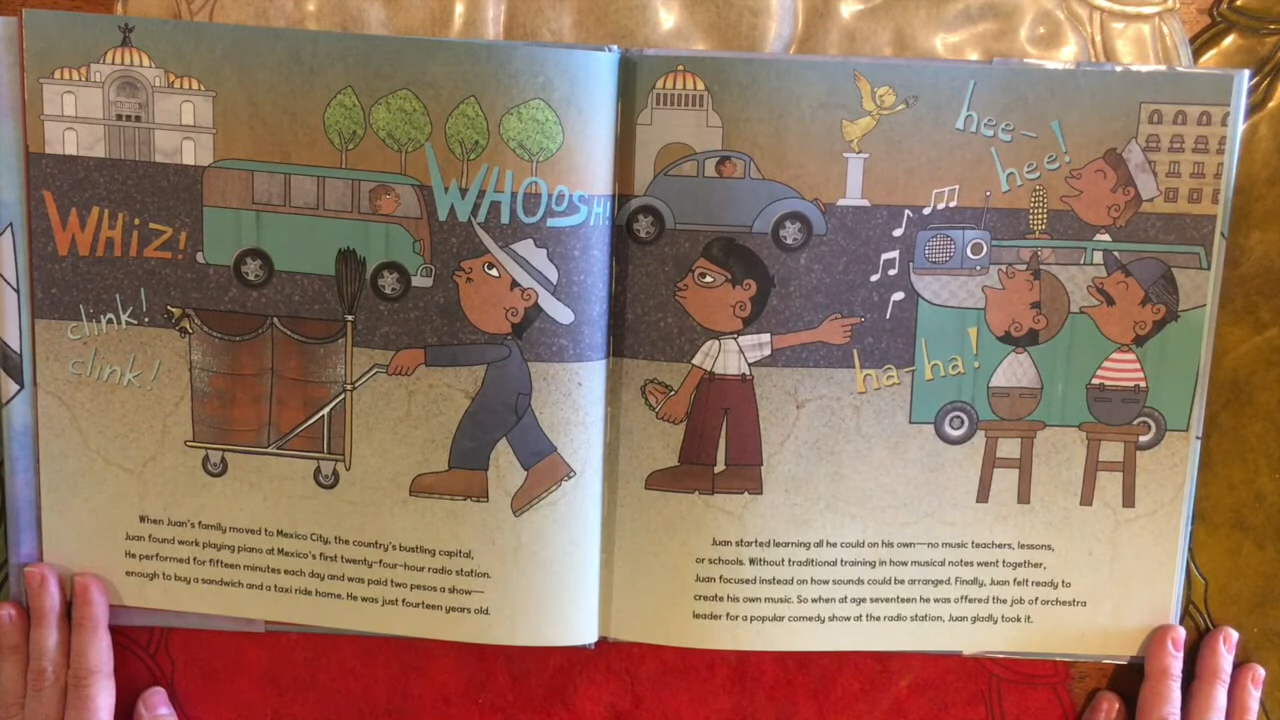 WHIZ!
WHOOSH!
clink!
clink!
When Juan's family moved to Mexico City, the country's bustling capital,
Juan found work playing piano at Mexico's first twenty-four-hour radio station.
He performed for fifteen minutes each day and was paid two pesos a show—
enough to buy a sandwich and a taxi ride home. He was just fourteen years old.
hee-
hee!
ha-ha!
Juan started learning all he could on his own—no music teachers, lessons,
or schools. Without traditional training in how musical notes went together,
Juan focused instead on how sounds could be arranged. Finally, Juan felt ready to
create his own music. So when at age seventeen he was offered the job of orchestra
leader for a popular comedy show at the radio station, Juan gladly took it.